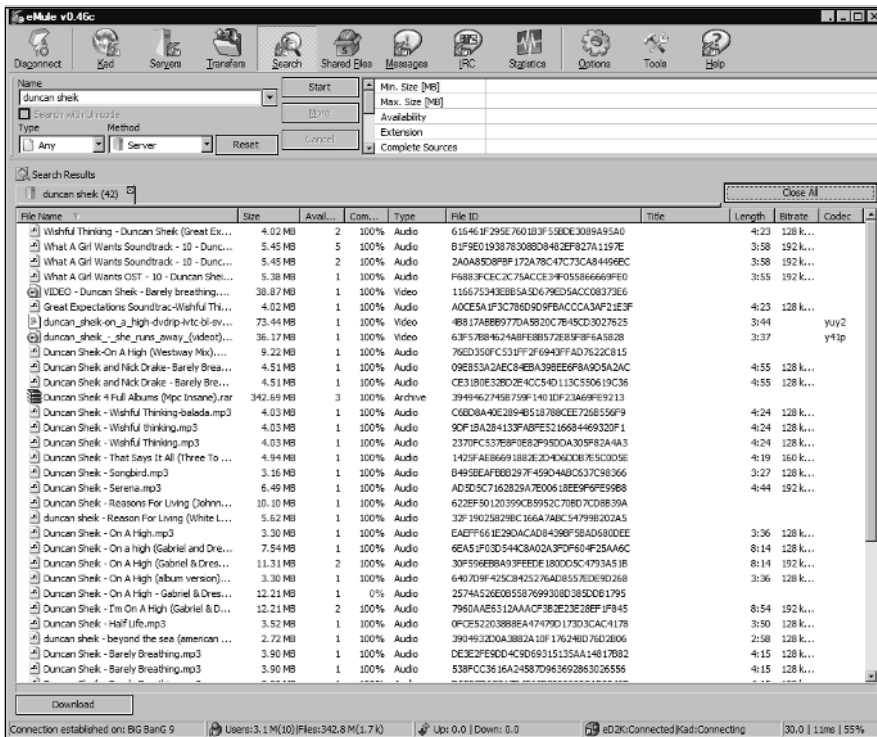 eMule v0.46c
Disconnect Kad Servers Transfers Search Shared Files Messages IRC Statistics Options Tools Help
Name
duncan sheik
Search with Unicode
Type Method
Any Server Reset
Start
More
Cancel
Min. Size [MB]
Max. Size [MB]
Availability
Extension
Complete Sources
Search Results
duncan sheik (42) Close All
File Name Size Avail... Com... Type File ID Title Length Bitrate Codec
Wishful Thinking - Duncan Sheik (Great Ex... 4.02 MB 1 100% Audio 4:23 128 k...
What A Girl Wants Soundtrack - 10 - Dunc... 5.45 MB 5 100% Audio 3:58 192 k...
What A Girl Wants Soundtrack - 10 - Dunc... 5.45 MB 2 100% Audio 3:58 192 k...
What A Girl Wants OST - 10 - Duncan Shei... 5.38 MB 1 100% Audio 3:55 192 k...
VIDEO - Duncan Sheik - Barely breathing.... 38.87 MB 1 100% Video
Great Expectations Soundtrac-Wishful Thi... 4.02 MB 1 100% Audio 4:23 128 k...
duncan_sheik-on_a_high-dvdrip-ivtc-bl-sv... 73.44 MB 1 100% Video 3:44 yuy2
duncan_sheik_-_she_runs_away_(videot)... 36.17 MB 1 100% Video 3:37 y41p
Duncan Sheik-On A High (Westway Mix).... 9.22 MB 1 100% Audio
Duncan Sheik and Nick Drake - Barely Brea... 4.51 MB 1 100% Audio 4:55 128 k...
Duncan Sheik and Nick Drake - Barely Bre... 4.51 MB 1 100% Audio 4:55 128 k...
Duncan Sheik 4 Full Albums (Mpc Insane).rar 342.69 MB 3 100% Archive
Duncan Sheik - Wishful Thinking-balada.mp3 4.03 MB 1 100% Audio 4:24 128 k...
Duncan Sheik - Wishful thinking.mp3 4.03 MB 1 100% Audio 4:24 128 k...
Duncan Sheik - Wishful Thinking.mp3 4.03 MB 1 100% Audio 4:24 128 k...
Duncan Sheik - That Says It All (Three To ... 4.94 MB 1 100% Audio 4:19 160 k...
Duncan Sheik - Songbird.mp3 3.16 MB 1 100% Audio 3:27 128 k...
Duncan Sheik - Serena.mp3 6.49 MB 1 100% Audio 4:44 192 k...
Duncan Sheik - Reasons For Living (Johnn... 10.10 MB 1 100% Audio
duncan sheik - Reason For Living (White L... 5.62 MB 1 100% Audio
Duncan Sheik - On A High.mp3 3.30 MB 1 100% Audio 3:36 128 k...
Duncan Sheik - On a high (Gabriel and Dre... 7.54 MB 1 100% Audio 8:14 128 k...
Duncan Sheik - On A High (Gabriel & Dres... 11.31 MB 2 100% Audio 8:14 192 k...
Duncan Sheik - On A High (album version)... 3.30 MB 1 100% Audio 3:36 128 k...
Duncan Sheik - On A High - Gabriel & Dres... 12.21 MB 1 0% Audio
Duncan Sheik - I'm On A High (Gabriel & D... 12.21 MB 2 100% Audio 8:54 192 k...
Duncan Sheik - Half Life.mp3 3.52 MB 1 100% Audio 3:50 128 k...
duncan sheik - beyond the sea (american ... 2.72 MB 1 100% Audio 2:58 128 k...
Duncan Sheik - Barely Breathing.mp3 3.90 MB 1 100% Audio 4:15 128 k...
Duncan Sheik - Barely Breathing.mp3 3.90 MB 1 100% Audio 4:15 128 k...
Download
Connection established on: BiG BanG 9 Users:3.1 M(10)|Files:342.8 M(1.7 k) Up: 0.0 | Down: 0.0 eD2K:Connected|Kad:Connecting 30.0 | 11ms | 55%